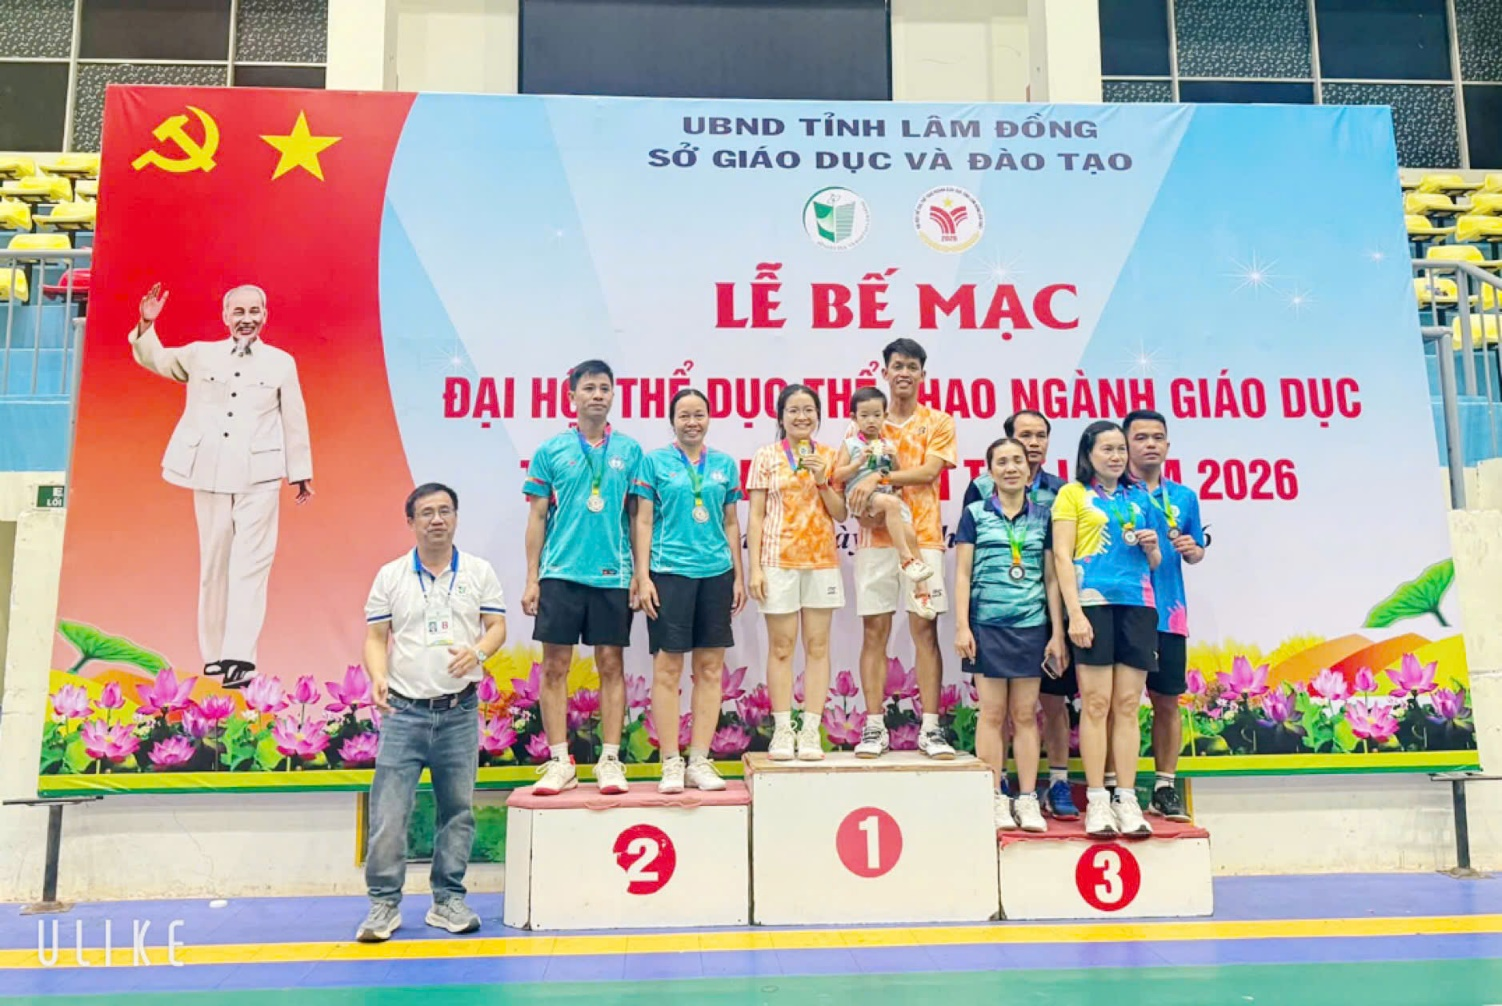 UBND TỈNH LÂM ĐỒNG
SỞ GIÁO DỤC VÀ ĐÀO TẠO
2026
LỄ BẾ MẠC
ĐẠI HỘI THỂ DỤC THỂ THAO NGÀNH GIÁO DỤC
2026
2
1
3
ULIKE